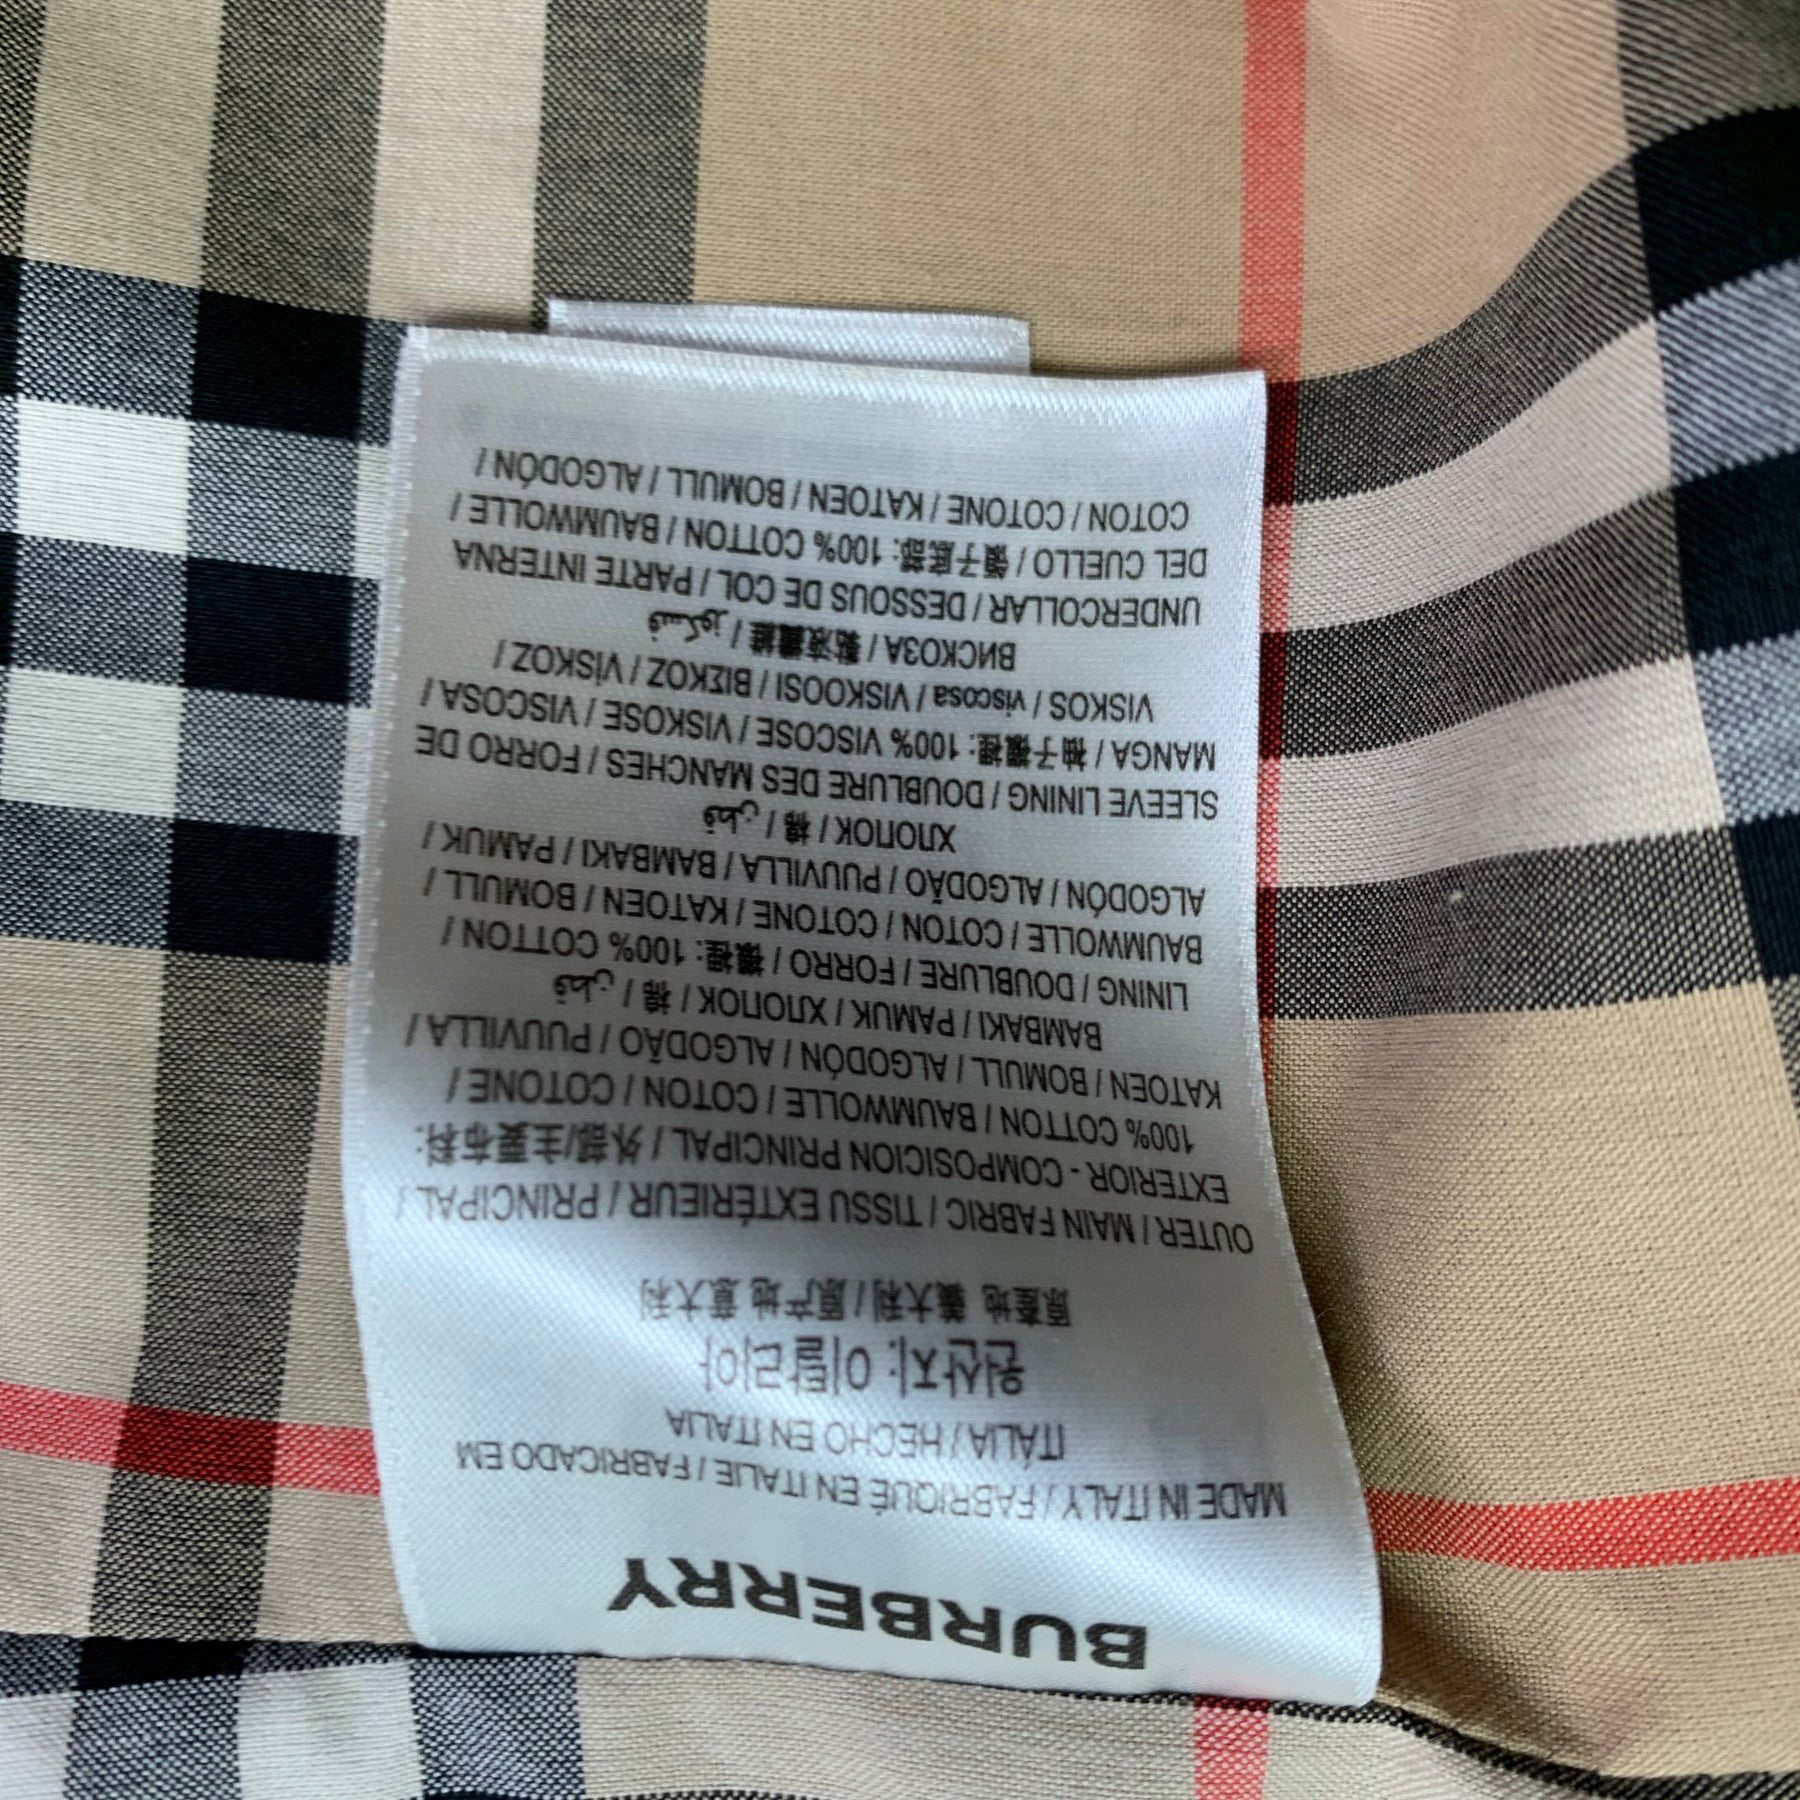 BURBERRY
MADE IN ITALY / FABRIQUÉ EN ITALIE / FABRICADO EM
ITÁLIA / HECHO EN ITALIA
원산지: 이탈리아
原產地 義大利 / 原产地 意大利
OUTER / MAIN FABRIC / TISSU EXTÉRIEUR / PRINCIPAL /
EXTERIOR - COMPOSICION PRINCIPAL / 外部/主要布料:
100% COTTON / BAUMWOLLE / COTON / COTONE /
KATOEN / BOMULL / ALGODÓN / ALGODÃO / PUUVILLA /
BAMBAKI / PAMUK / ХЛОПОК / 棉 / قطن
LINING / DOUBLURE / FORRO / 襯裡: 100% COTTON /
BAUMWOLLE / COTON / COTONE / KATOEN / BOMULL /
ALGODÓN / ALGODÃO / PUUVILLA / BAMBAKI / PAMUK /
ХЛОПОК / 棉 / قطن
SLEEVE LINING / DOUBLURE DES MANCHES / FORRO DE
MANGA / 袖子襯裡: 100% VISCOSE / VISKOSE / VISCOSA /
VISKOS / viscosa / VISKOOSI / ΒΙΣΚΟΖ / VİSKOZ /
ВИСКОЗА / 黏液纖維 / فسكوز
UNDERCOLLAR / DESSOUS DE COL / PARTE INTERNA
DEL CUELLO / 領子底部: 100% COTTON / BAUMWOLLE /
COTON / COTONE / KATOEN / BOMULL / ALGODÓN /